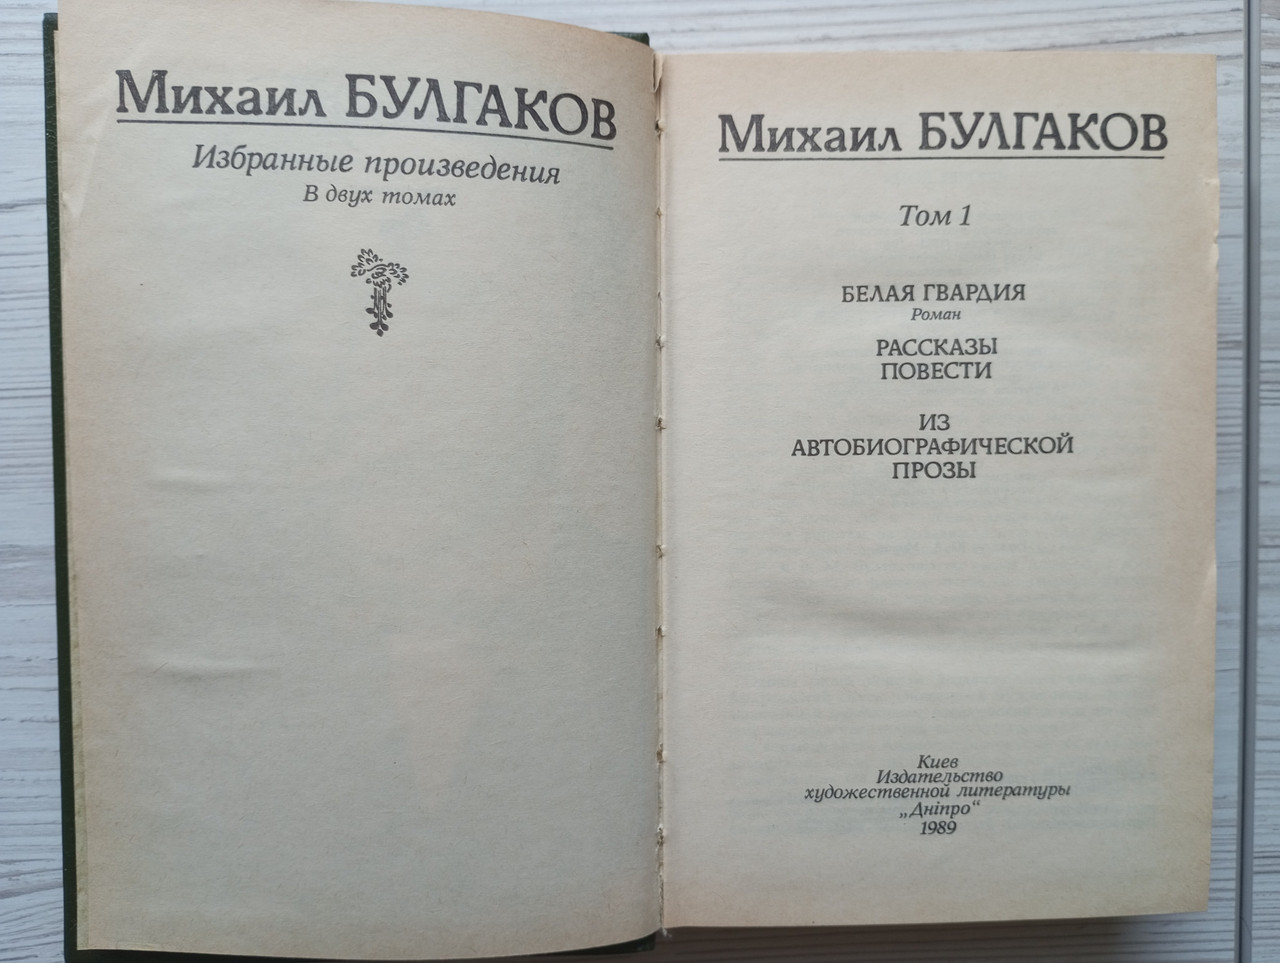 Михаил БУЛГАКОВ
Избранные произведения
В двух томах
Михаил БУЛГАКОВ
Том 1
БЕЛАЯ ГВАРДИЯ
Роман
РАССКАЗЫ
ПОВЕСТИ
ИЗ
АВТОБИОГРАФИЧЕСКОЙ
ПРОЗЫ
Киев
Издательство
художественной литературы
„Дніпро“
1989